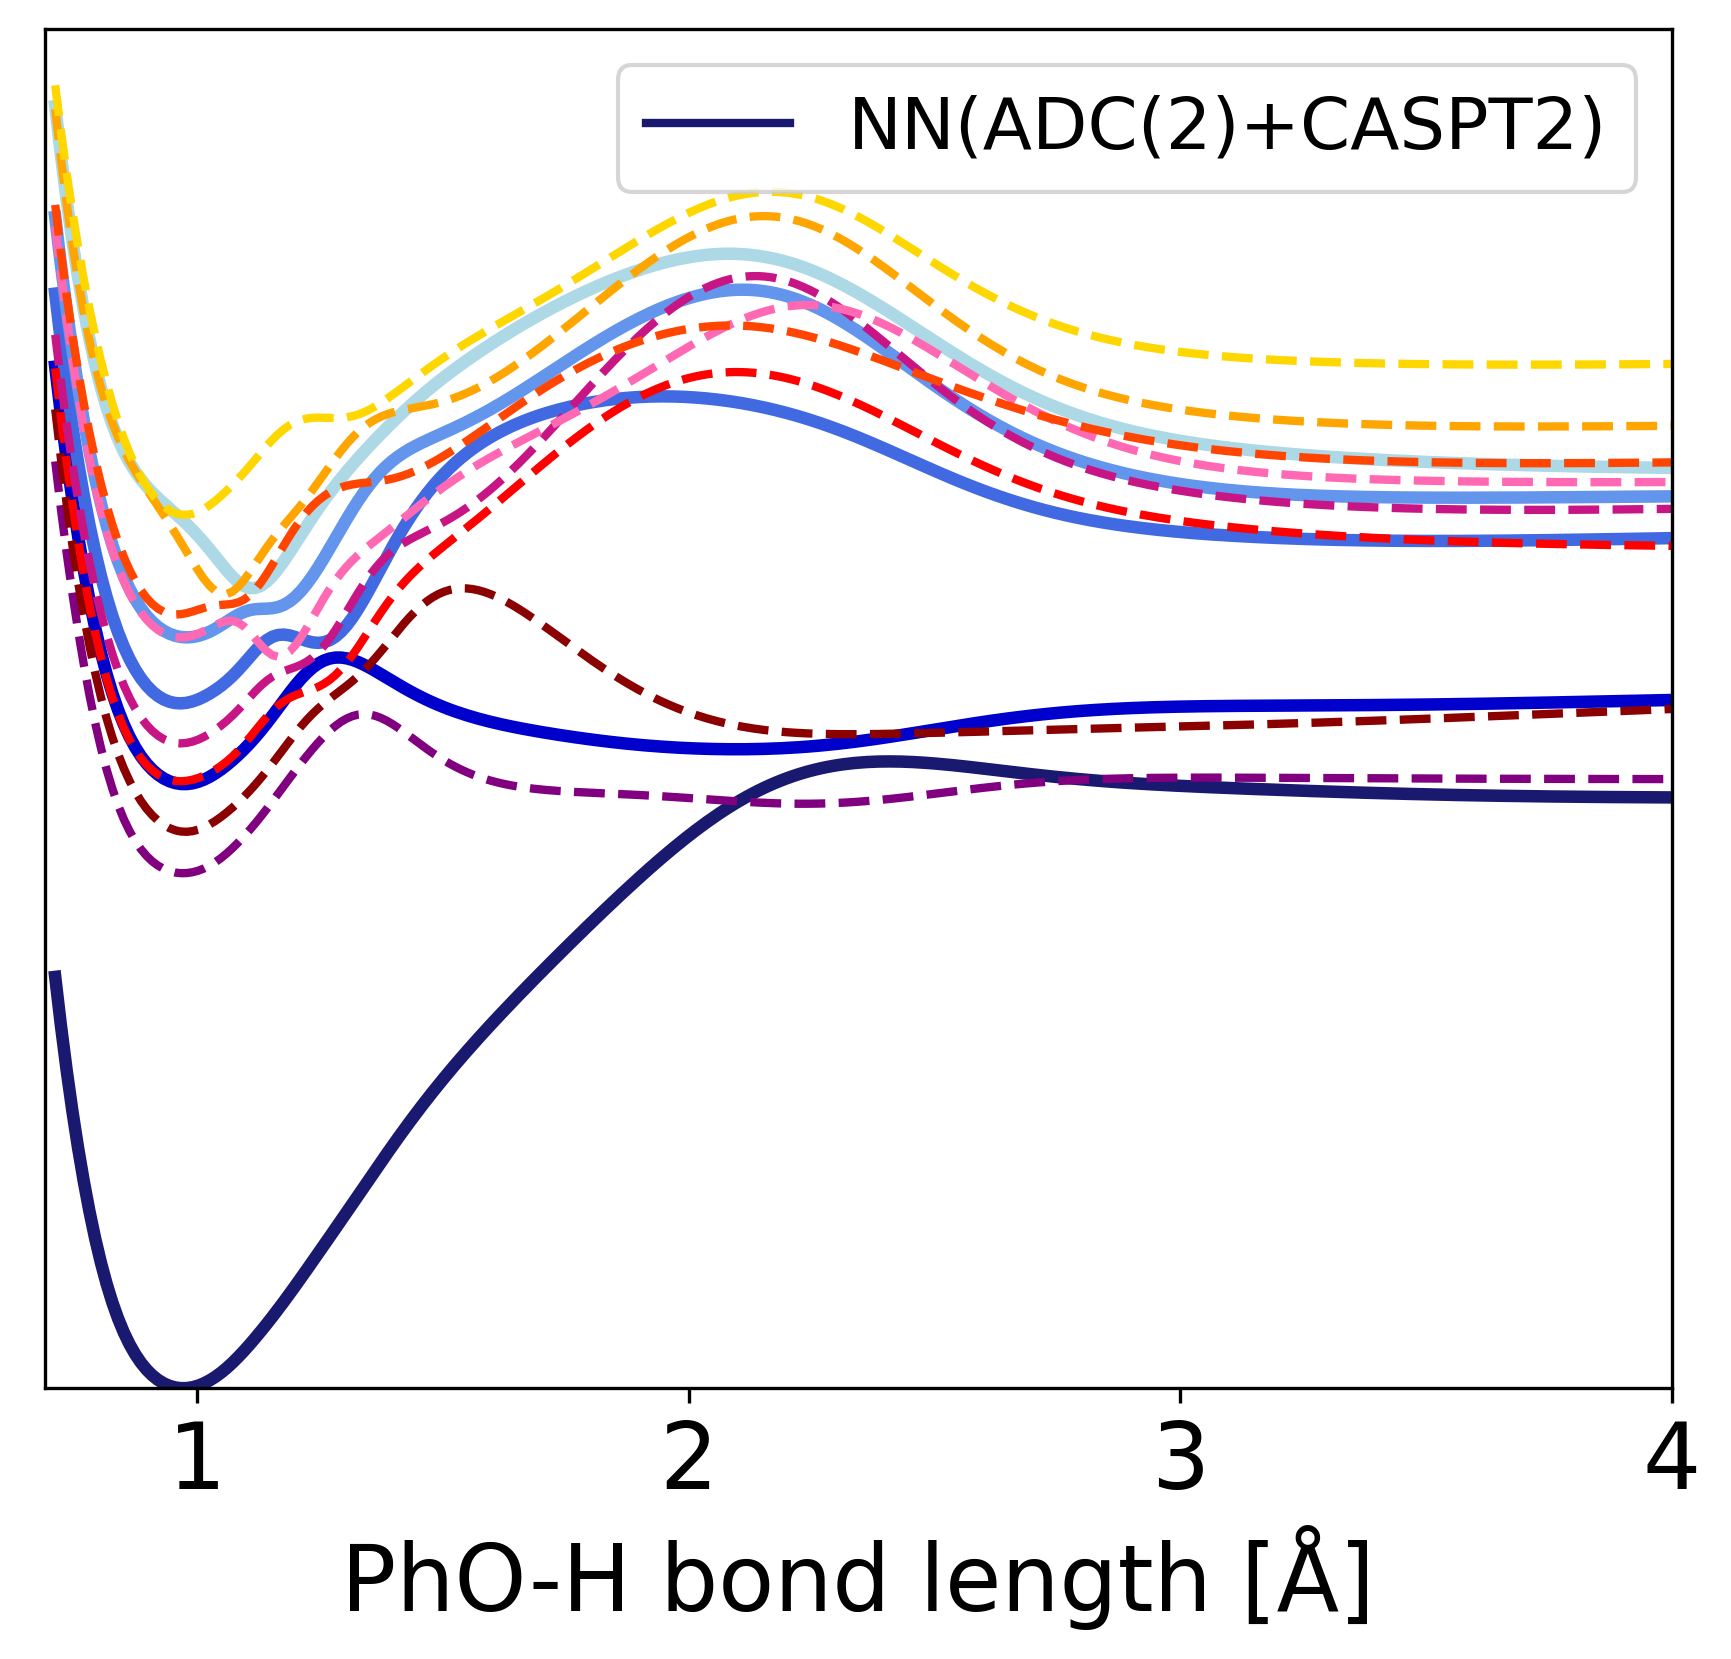 NN(ADC(2)+CASPT2)
1 2 3 4
PhO-H bond length [Å]